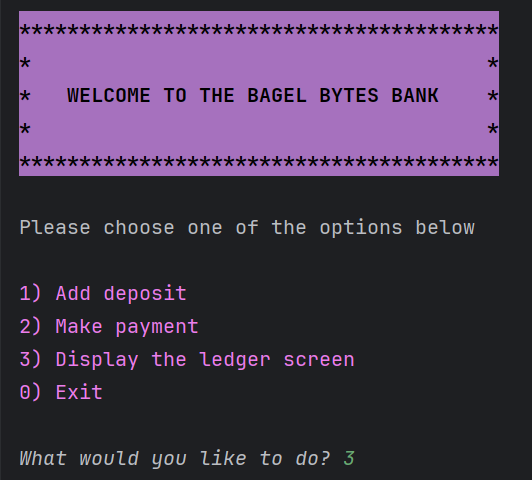 ****************************************
*                                      *
*   WELCOME TO THE BAGEL BYTES BANK    *
*                                      *
****************************************
Please choose one of the options below
1) Add deposit
2) Make payment
3) Display the ledger screen
0) Exit
What would you like to do? 3